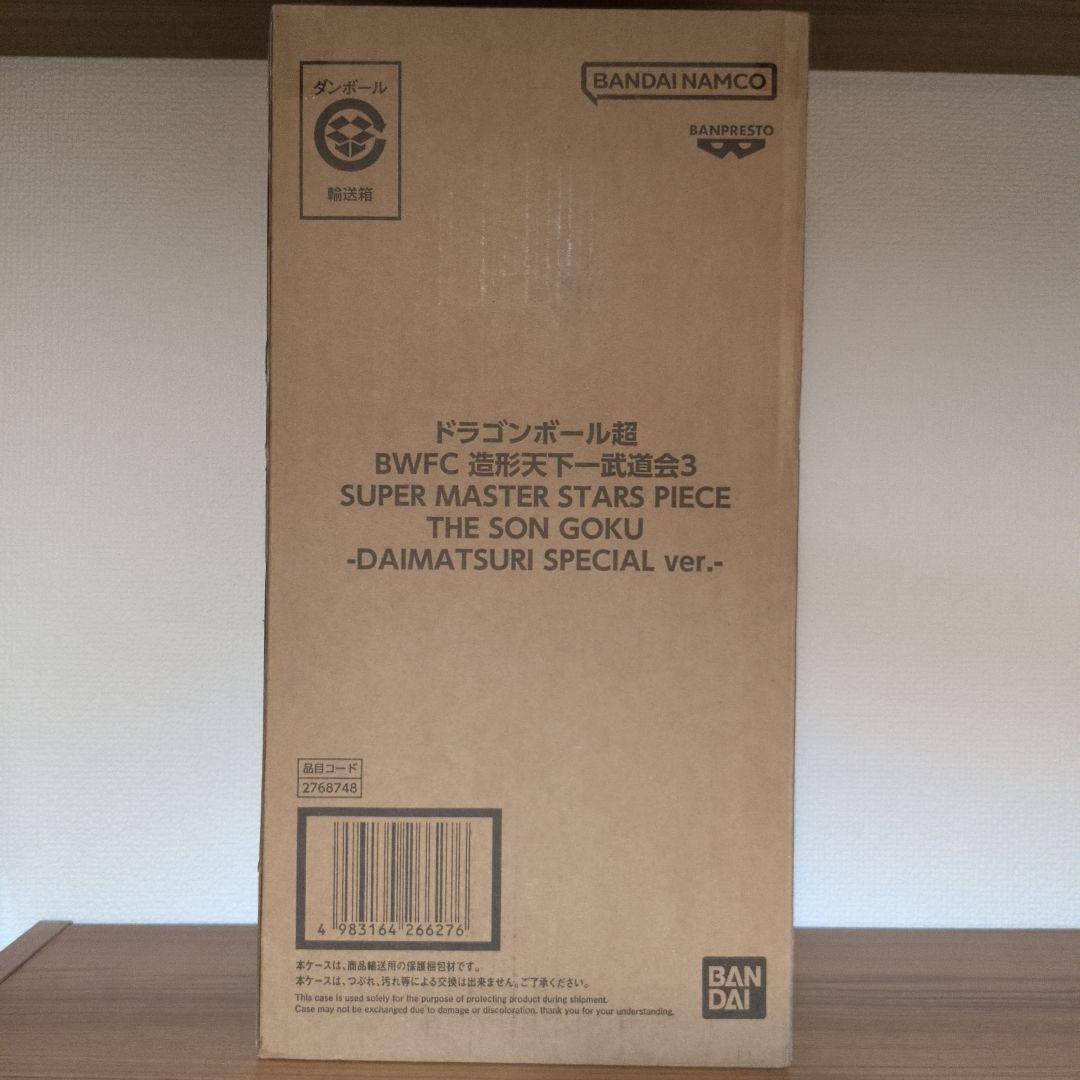 ダンボール
輸送箱
BANDAI NAMCO
BANPRESTO
ドラゴンボール超
BWFC 造形天下一武道会3
SUPER MASTER STARS PIECE
THE SON GOKU
-DAIMATSURI SPECIAL ver.-
品目コード
2768748
4 983164 266276
本ケースは、商品輸送用の保護梱包材です。
本ケースは、つぶれ、汚れ等による交換は出来ません。ご了承ください。
This case is used solely for the purpose of protecting product during shipment.
Case may not be exchanged due to damage or discoloration. thank you for your understanding.
BAN
DAI